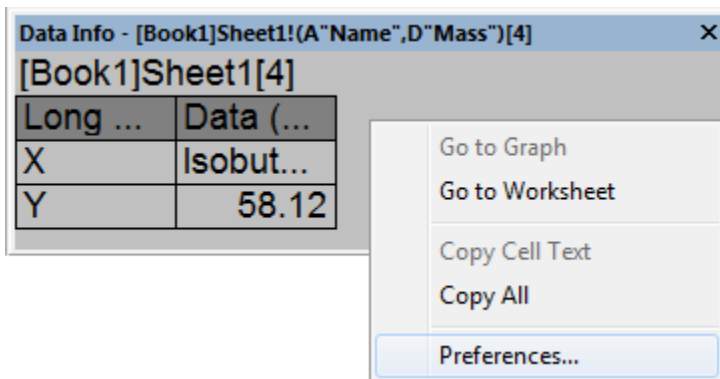 Data Info - [Book1]Sheet1!(A"Name",D"Mass")[4]
[Book1]Sheet1[4]
Long ... Data (...
X Isobut...
Y 58.12
Go to Graph
Go to Worksheet
Copy Cell Text
Copy All
Preferences...